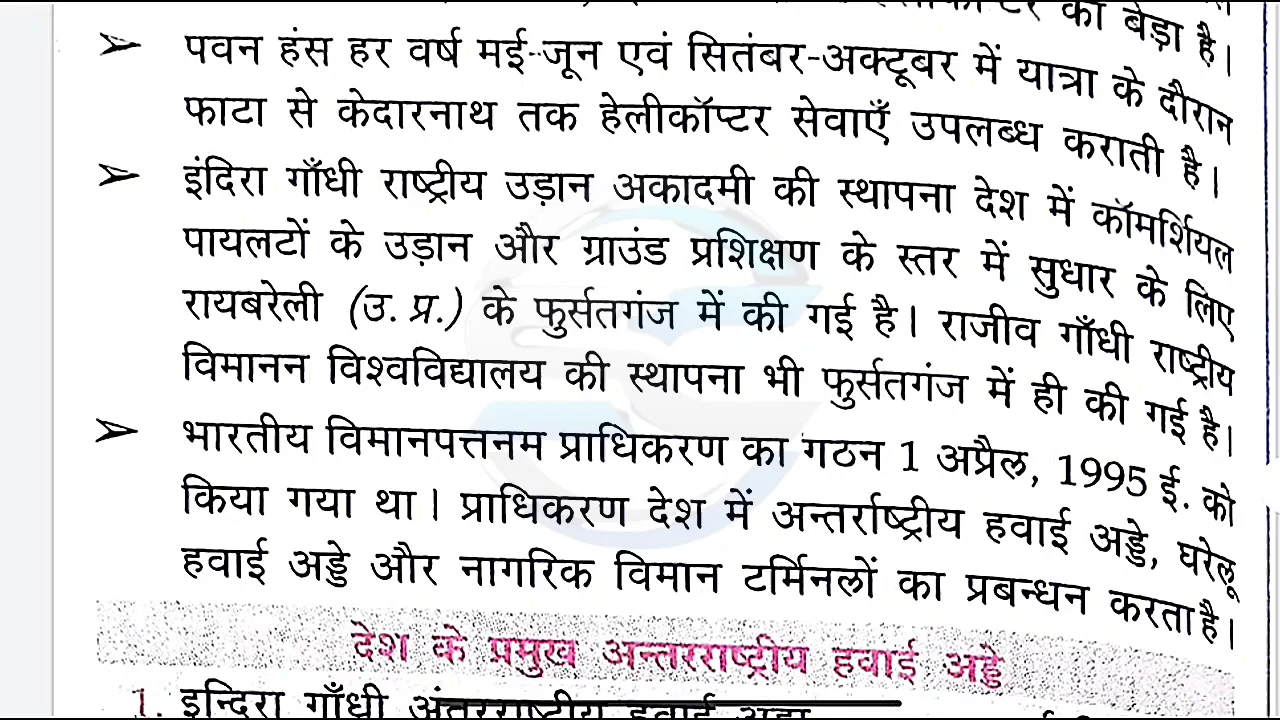 का बेड़ा है।
➢ पवन हंस हर वर्ष मई-जून एवं सितंबर-अक्टूबर में यात्रा के दौरान
फाटा से केदारनाथ तक हेलीकॉप्टर सेवाएँ उपलब्ध कराती है।
➢ इंदिरा गाँधी राष्ट्रीय उड़ान अकादमी की स्थापना देश में कॉमर्शियल
पायलटों के उड़ान और ग्राउंड प्रशिक्षण के स्तर में सुधार के लिए
रायबरेली (उ. प्र.) के फुर्सतगंज में की गई है। राजीव गाँधी राष्ट्रीय
विमानन विश्वविद्यालय की स्थापना भी फुर्सतगंज में ही की गई है।
➢ भारतीय विमानपत्तनम प्राधिकरण का गठन 1 अप्रैल, 1995 ई. को
किया गया था। प्राधिकरण देश में अन्तर्राष्ट्रीय हवाई अड्डे, घरेलू
हवाई अड्डे और नागरिक विमान टर्मिनलों का प्रबन्धन करता है।
देश के प्रमुख अन्तरराष्ट्रीय हवाई अड्डे
1. इन्दिरा गाँधी अंतरराष्ट्रीय हवाई अड्डा